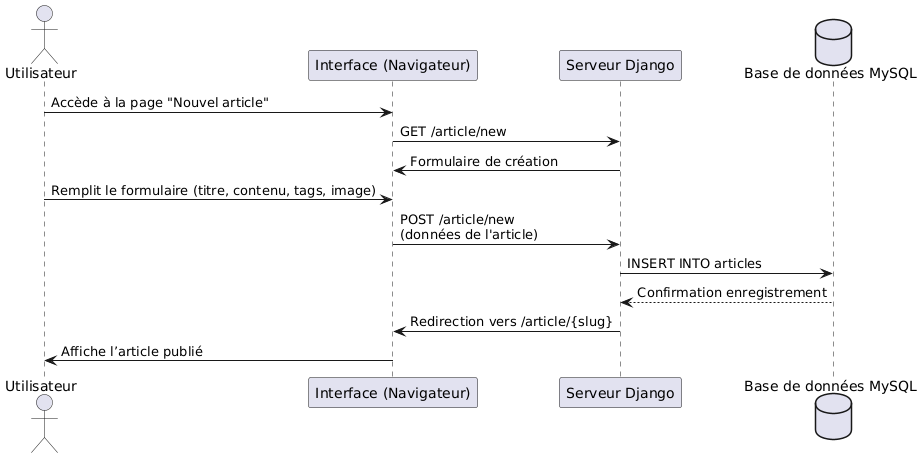 Utilisateur
Interface (Navigateur)
Serveur Django
Base de données MySQL
Accède à la page "Nouvel article"
GET /article/new
Formulaire de création
Remplit le formulaire (titre, contenu, tags, image)
POST /article/new
(données de l'article)
INSERT INTO articles
Confirmation enregistrement
Redirection vers /article/{slug}
Affiche l’article publié
Utilisateur
Interface (Navigateur)
Serveur Django
Base de données MySQL